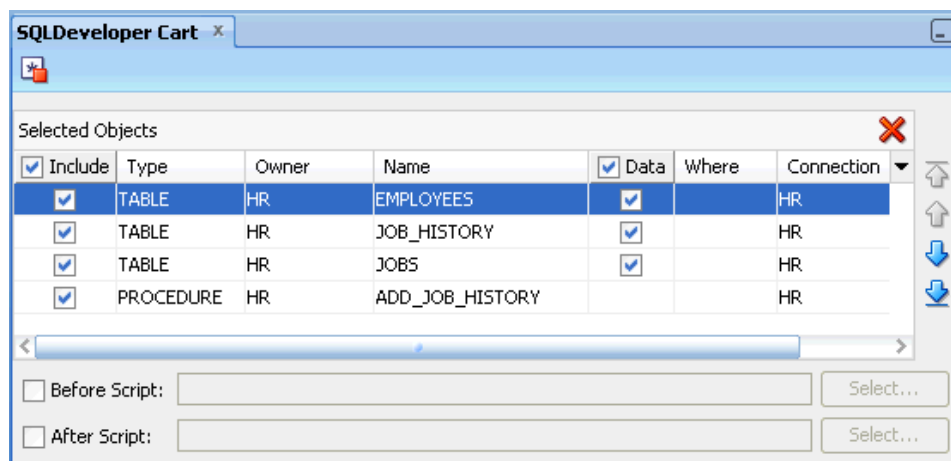 SQLDeveloper Cart
Selected Objects
Include Type Owner Name Data Where Connection
TABLE HR EMPLOYEES HR
TABLE HR JOB_HISTORY HR
TABLE HR JOBS HR
PROCEDURE HR ADD_JOB_HISTORY HR
Before Script: Select...
After Script: Select...